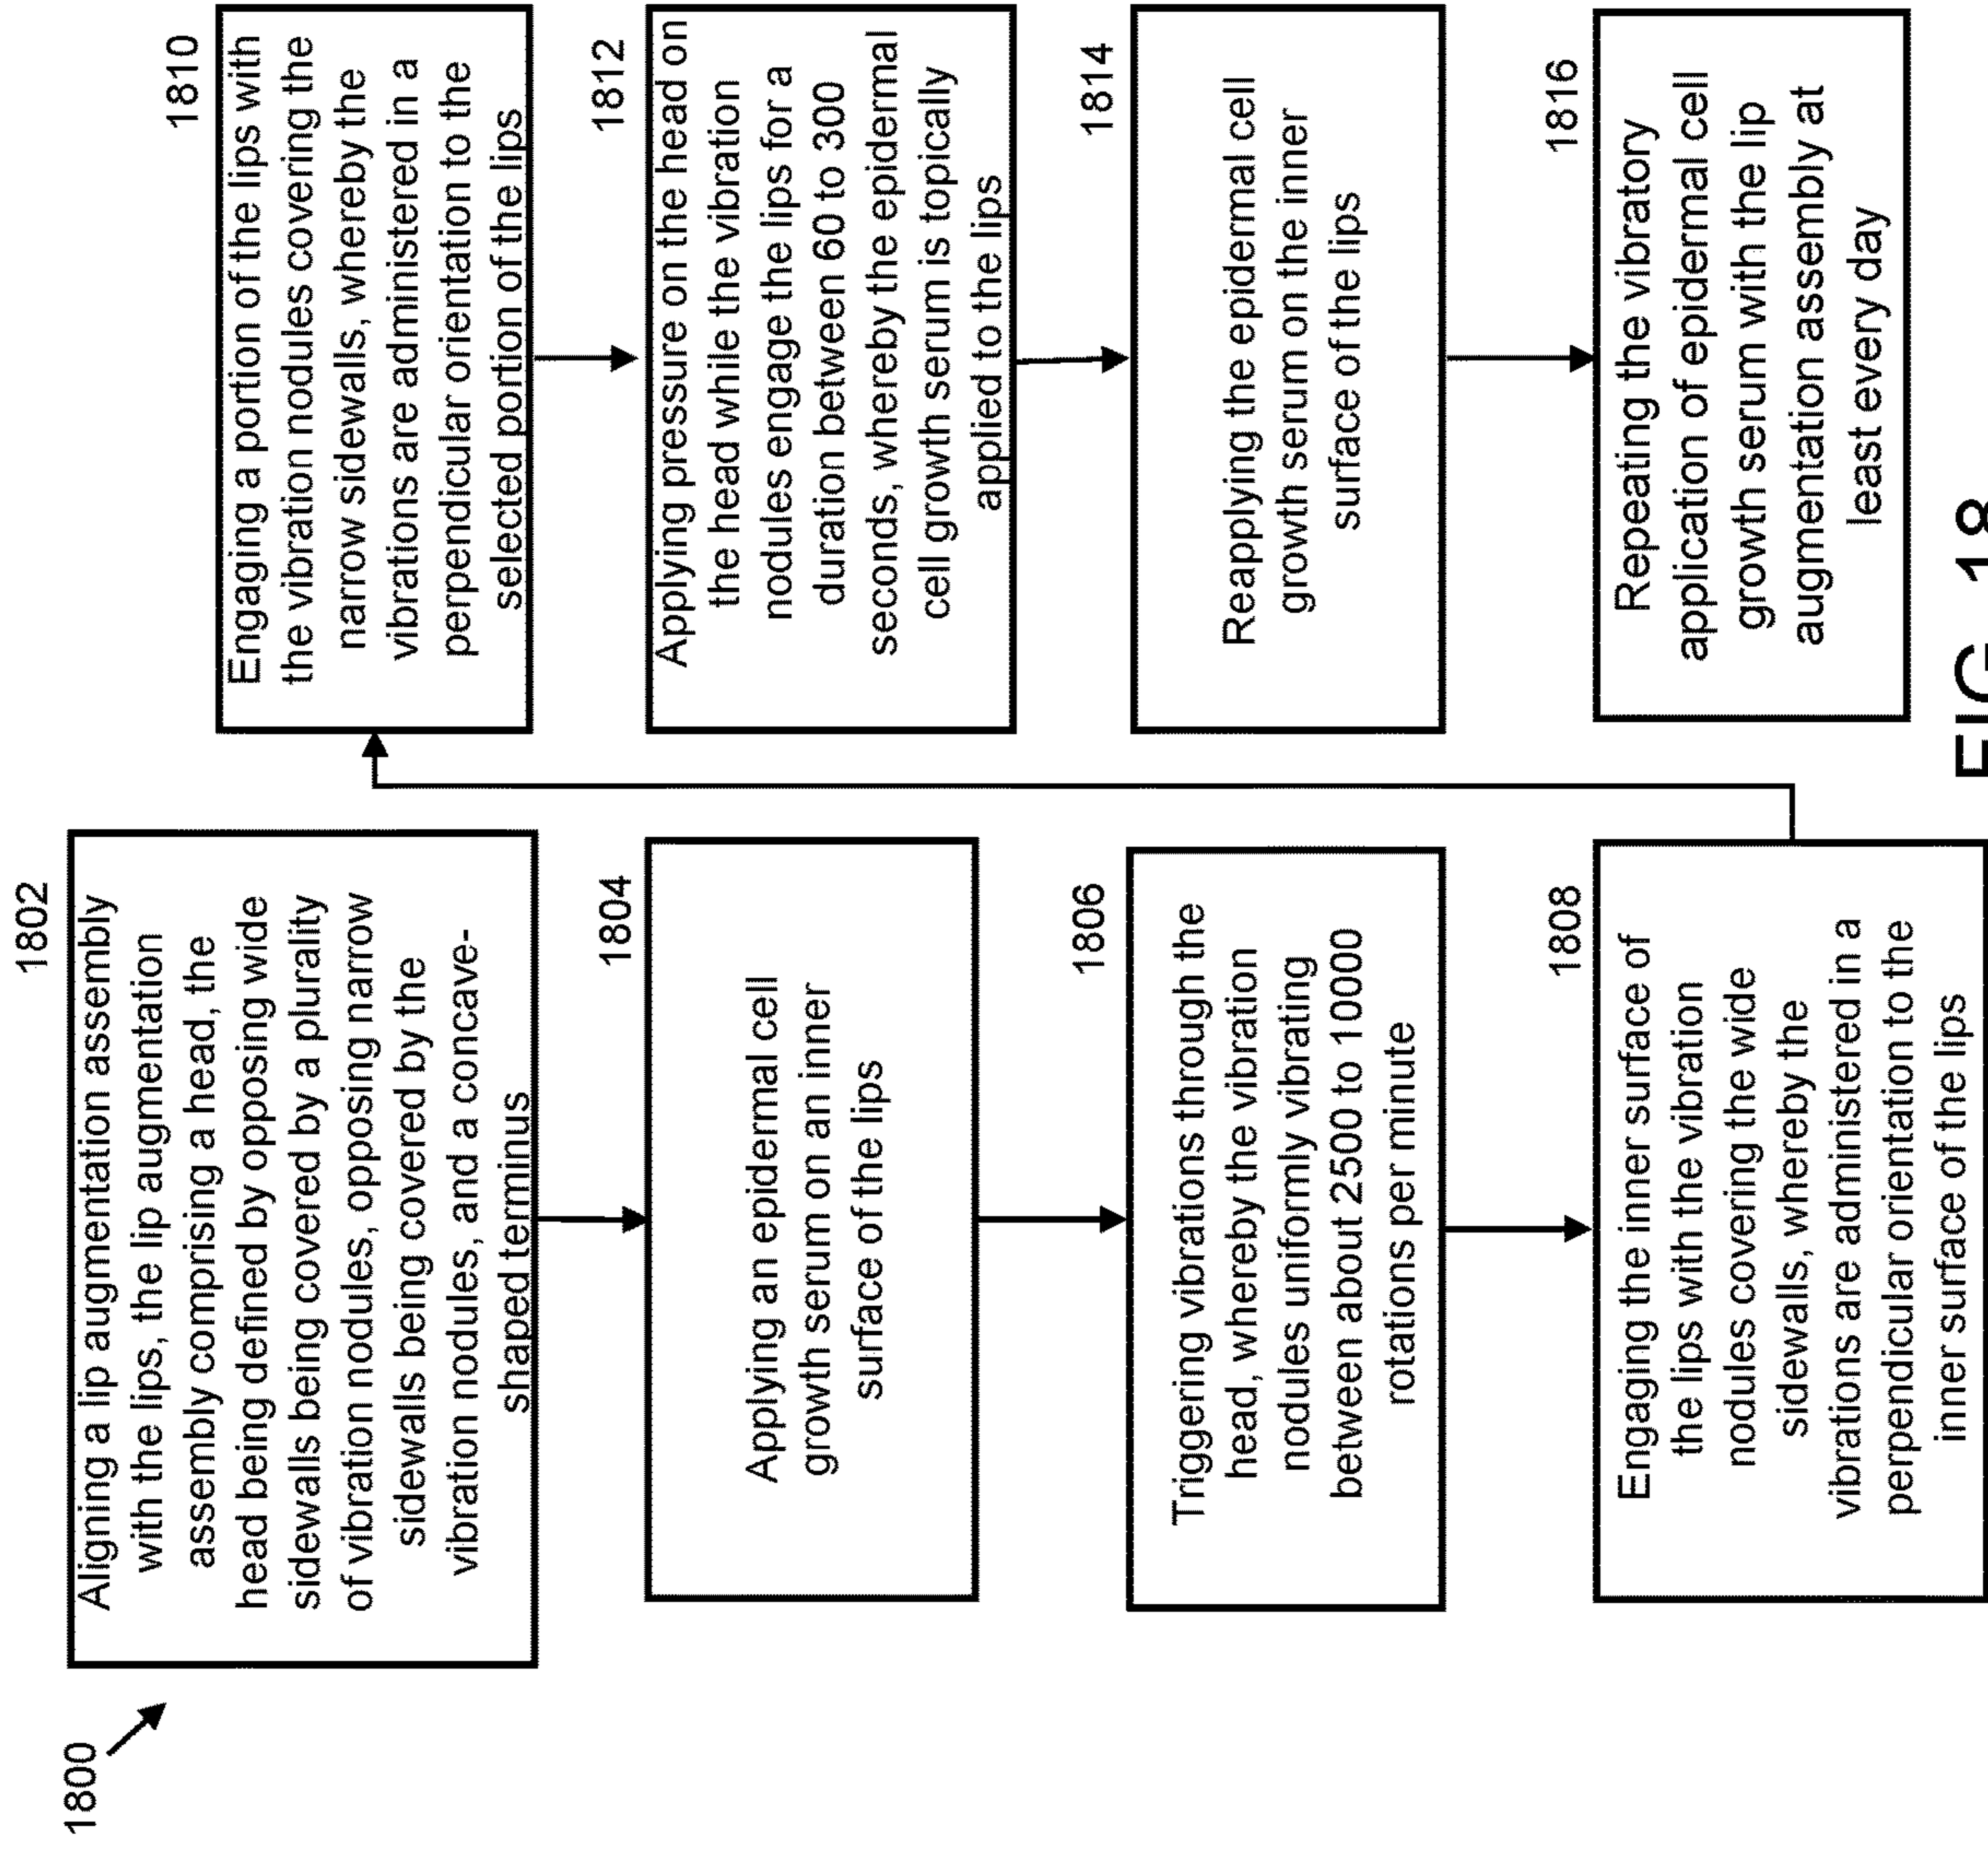 1800
1802
Aligning a lip augmentation assembly
with the lips, the lip augmentation
assembly comprising a head, the
head being defined by opposing wide
sidewalls being covered by a plurality
of vibration nodules, opposing narrow
sidewalls being covered by the
vibration nodules, and a concave-
shaped terminus
1804
Applying an epidermal cell
growth serum on an inner
surface of the lips
1806
Triggering vibrations through the
head, whereby the vibration
nodules uniformly vibrating
between about 2500 to 10000
rotations per minute
1808
Engaging the inner surface of
the lips with the vibration
nodules covering the wide
sidewalls, whereby the
vibrations are administered in a
perpendicular orientation to the
inner surface of the lips
1810
Engaging a portion of the lips with
the vibration nodules covering the
narrow sidewalls, whereby the
vibrations are administered in a
perpendicular orientation to the
selected portion of the lips
1812
Applying pressure on the head on
the head while the vibration
nodules engage the lips for a
duration between 60 to 300
seconds, whereby the epidermal
cell growth serum is topically
applied to the lips
1814
Reapplying the epidermal cell
growth serum on the inner
surface of the lips
1816
Repeating the vibratory
application of epidermal cell
growth serum with the lip
augmentation assembly at
least every day
FIG. 18